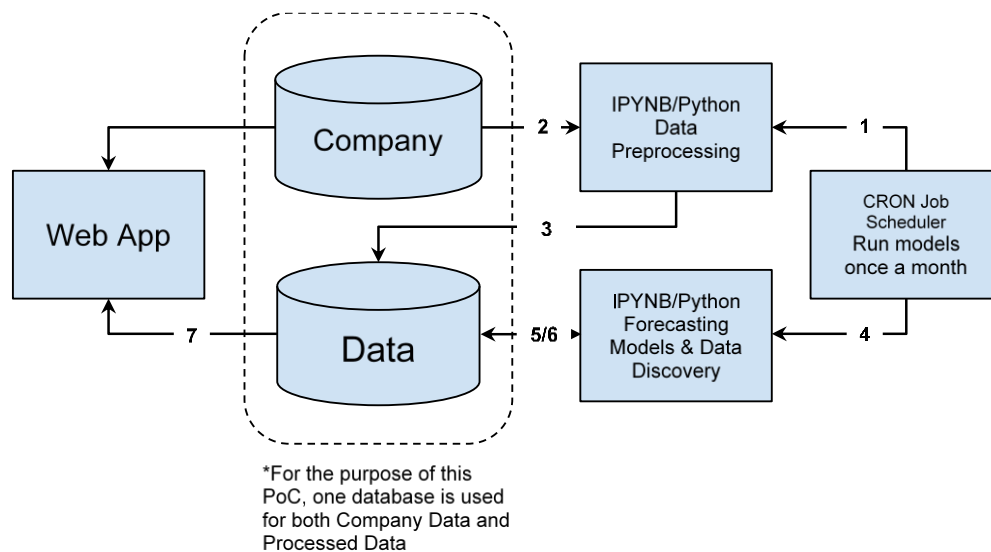 Company
2
IPYNB/Python
Data
Preprocessing
1
Web App
CRON Job
Scheduler
Run models
once a month
3
7
Data
5/6
IPYNB/Python
Forecasting
Models & Data
Discovery
4
*For the purpose of this
PoC, one database is used
for both Company Data and
Processed Data